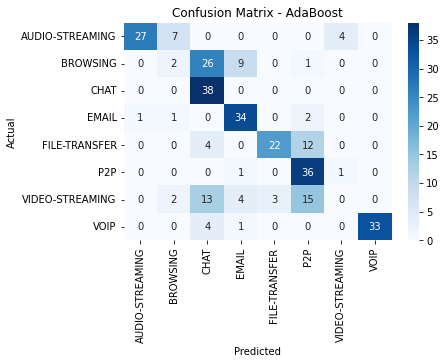 Confusion Matrix - AdaBoost
Actual
AUDIO-STREAMING 27 7 0 0 0 0 4 0
BROWSING 0 2 26 9 0 1 0 0
CHAT 0 0 38 0 0 0 0 0
EMAIL 1 1 0 34 0 2 0 0
FILE-TRANSFER 0 0 4 0 22 12 0 0
P2P 0 0 0 1 0 36 1 0
VIDEO-STREAMING 0 2 13 4 3 15 0 0
VOIP 0 0 4 1 0 0 0 33
AUDIO-STREAMING
BROWSING
CHAT
EMAIL
FILE-TRANSFER
P2P
VIDEO-STREAMING
VOIP
Predicted
35
30
25
20
15
10
5
0